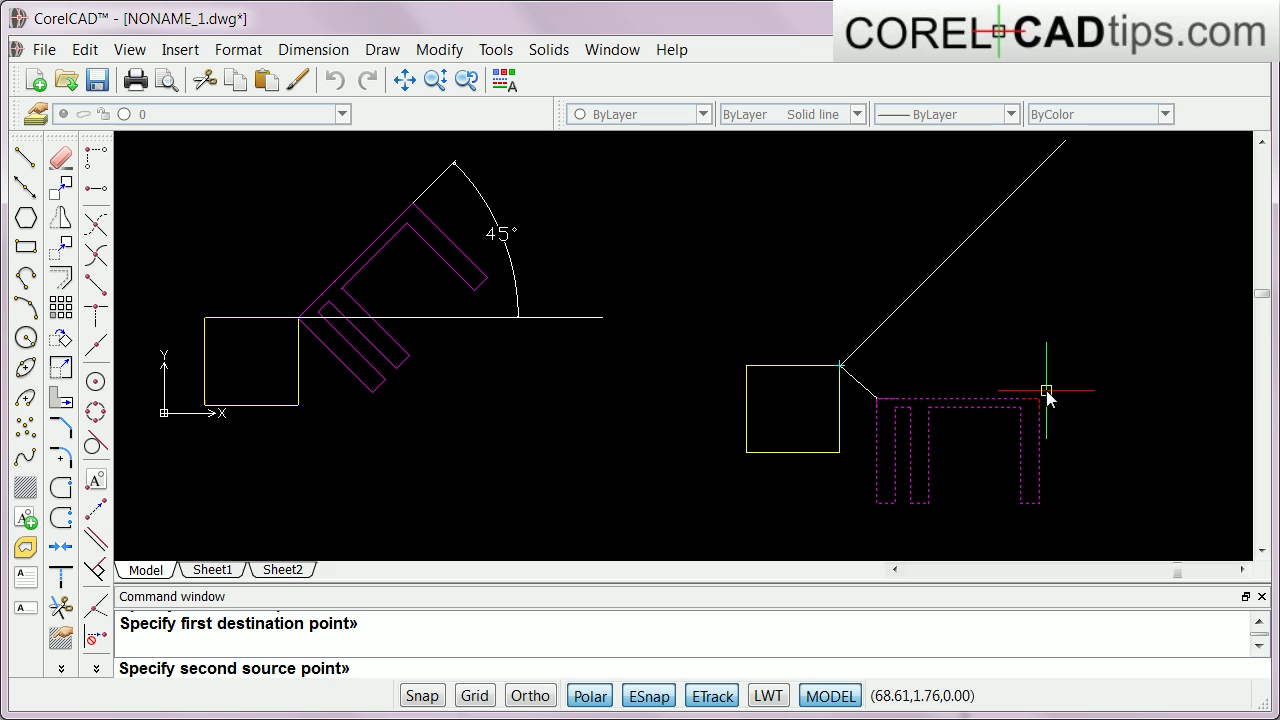 CorelCAD™ - [NONAME_1.dwg*]
COREL CADtips.com
File Edit View Insert Format Dimension Draw Modify Tools Solids Window Help
0
ByLayer
ByLayer Solid line
ByLayer
ByColor
45°
Y
X
Model Sheet1 Sheet2
Command window
Specify first destination point»
Specify second source point»
Snap Grid Ortho Polar ESnap ETrack LWT MODEL (68.61,1.76,0.00)